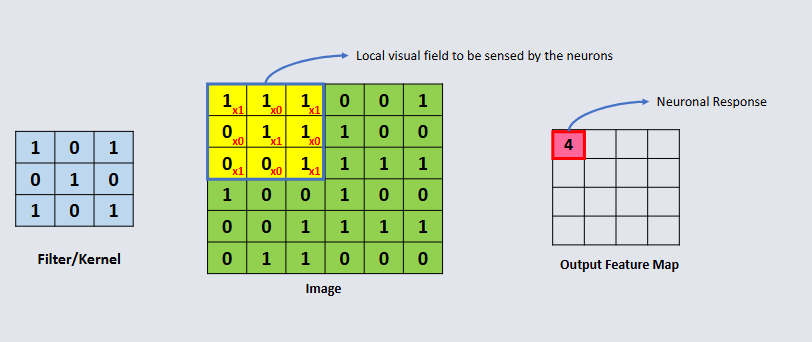 Local visual field to be sensed by the neurons
1x1 1x0 1x1 0 0 1
Neuronal Response
0x0 1x1 1x0 1 0 0
4
1 0 1
0x1 0x0 1x1 1 1 1
0 1 0
1 0 0 1 0 0
1 0 1
0 0 1 1 1 1
Filter/Kernel
0 1 1 0 0 0
Output Feature Map
Image